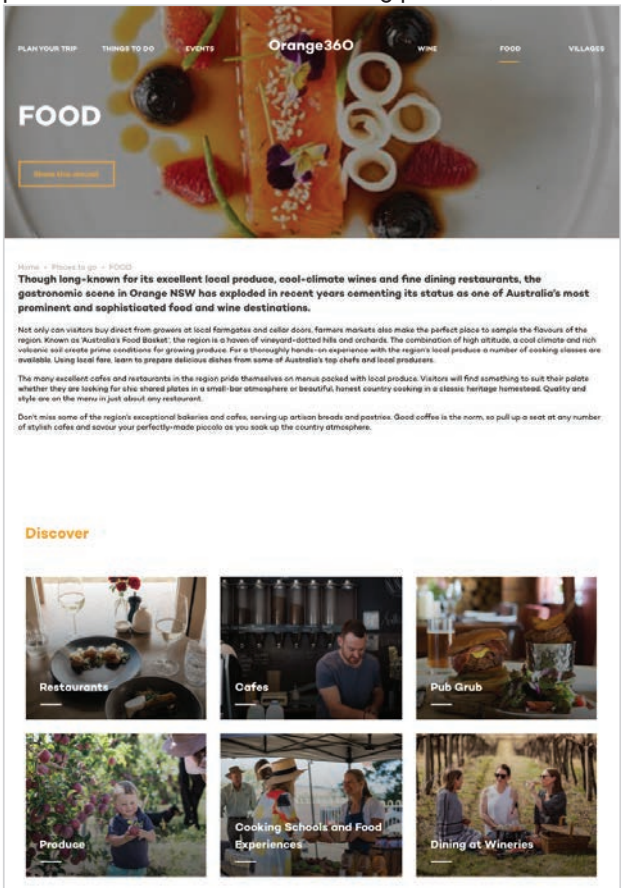 PLAN YOUR TRIP THINGS TO DO EVENTS Orange360 WINE FOOD VILLAGES
FOOD
Home • Places to go • FOOD
Though long-known for its excellent local produce, cool-climate wines and fine dining restaurants, the
gastronomic scene in Orange NSW has exploded in recent years cementing its status as one of Australia's most
prominent and sophisticated food and wine destinations.
Not only can visitors buy direct from growers at local farmgates and cellar doors, farmers markets also make the perfect place to sample the flavours of the
region. Known as 'Australia's Food Basket', the region is a haven of vineyard-dotted hills and orchards. The combination of high altitude, a cool climate and rich
volcanic soil create prime conditions for growing produce. For a thoroughly hands-on experience with the region's local produce a number of cooking classes are
available. Using local fare, learn to prepare delicious dishes from some of Australia's top chefs and local producers.
The many excellent cafes and restaurants in the region pride themselves on menus packed with local produce. Visitors will find something to suit their palate
whether they are looking for chic shared plates in a small-bar atmosphere or beautiful, honest country cooking in a classic heritage homestead. Quality and
style are on the menu in just about any restaurant.
Don't miss some of the region's exceptional bakeries and cafes, serving up artisan breads and pastries. Good coffee is the norm, so pull up a seat at any number
of stylish cafes and savour your perfectly-made piccolo as you soak up the country atmosphere.
Discover
Restaurants Cafes Pub Grub
Produce Cooking Schools and Food
Experiences Dining at Wineries